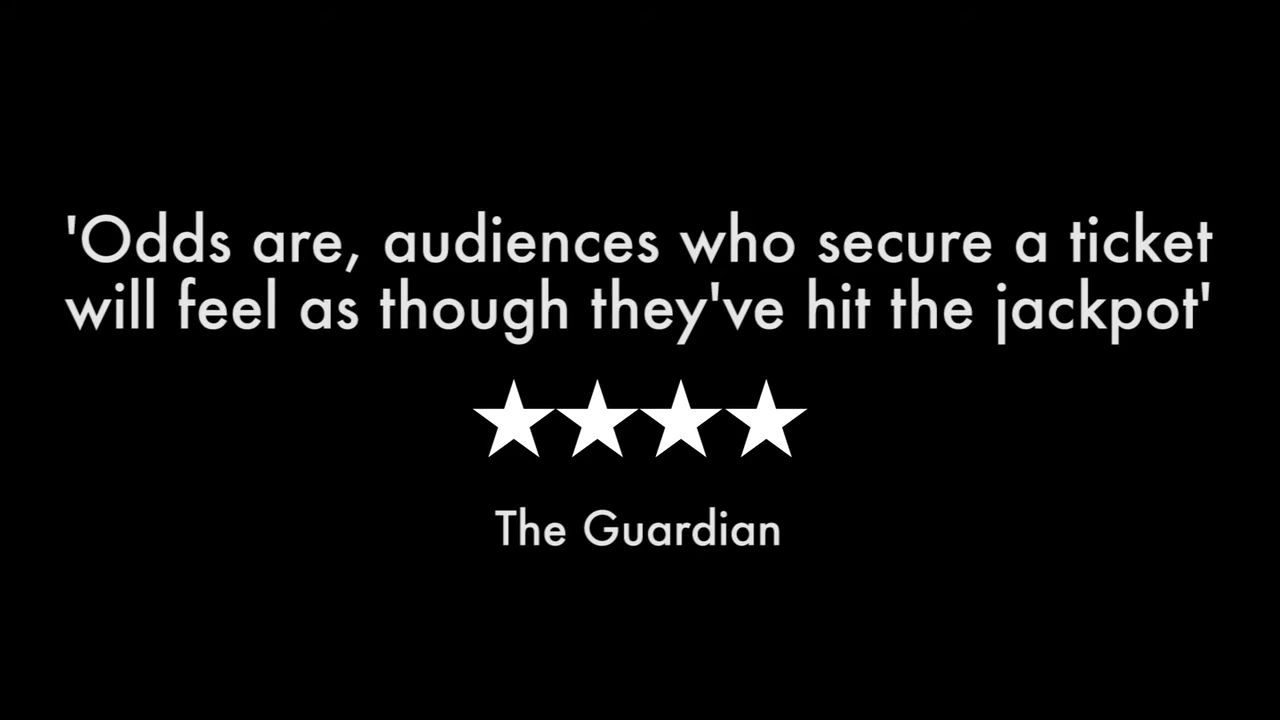 'Odds are, audiences who secure a ticket
will feel as though they've hit the jackpot'
★★★★
The Guardian